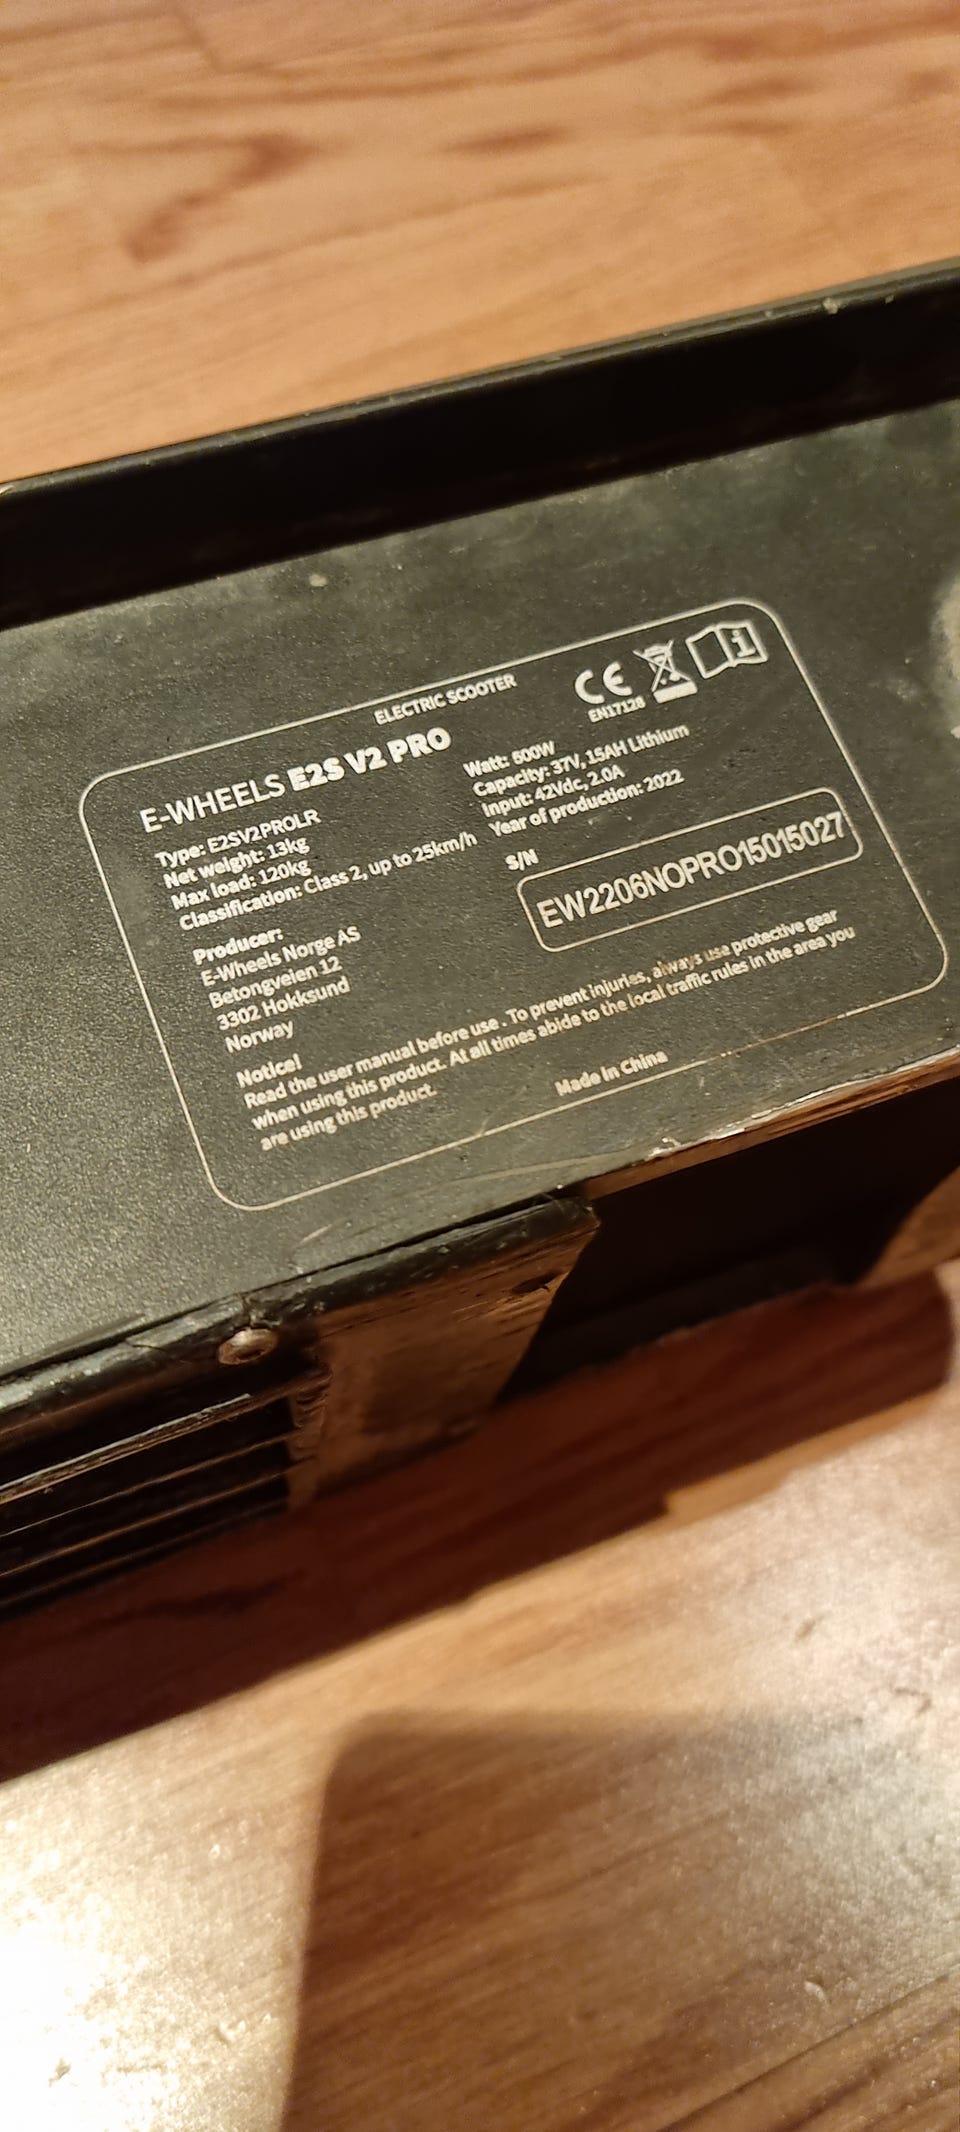 ELECTRIC SCOOTER
E-WHEELS E2S V2 PRO
Type: E2SV2PROLR
Net weight: 13kg
Max load: 120kg
Classification: Class 2, up to 25km/h
Producer:
E-Wheels Norge AS
Betongveien 12
3302 Hokksund
Norway
CE
EN17128
Watt: 600W
Capacity: 37V, 15AH Lithium
Input: 42Vdc, 2.0A
Year of production: 2022
S/N
EW2206NOPRO15015027
Notice!
Read the user manual before use . To prevent injuries, always use protective gear
when using this product. At all times abide to the local traffic rules in the area you
are using this product.
Made in China